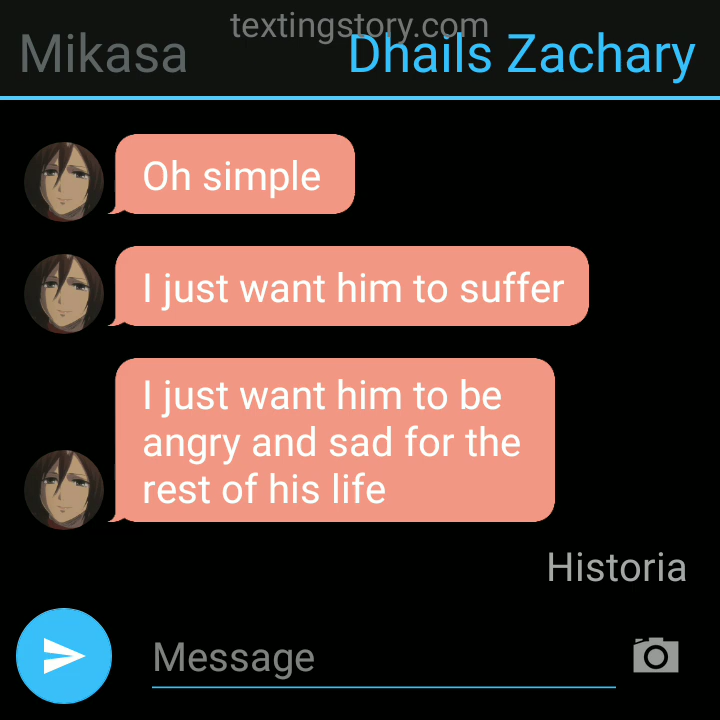 textingstory.com
Mikasa
Dhails Zachary
Oh simple
I just want him to suffer
I just want him to be
angry and sad for the
rest of his life
Historia
Message